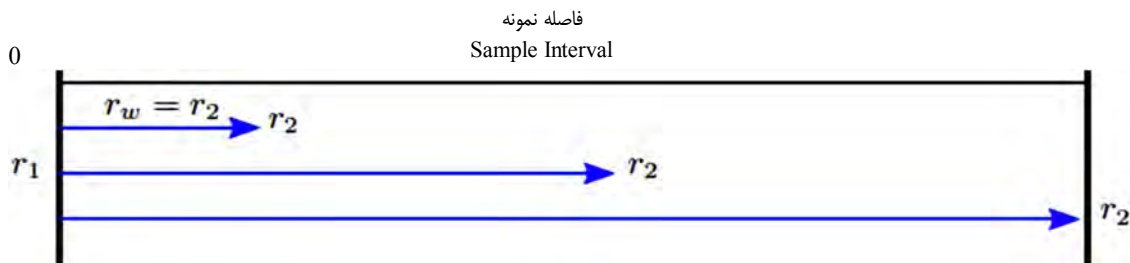 فاصله نمونه
Sample Interval
0
r_w = r_2
r_2
r_1
r_2
r_2